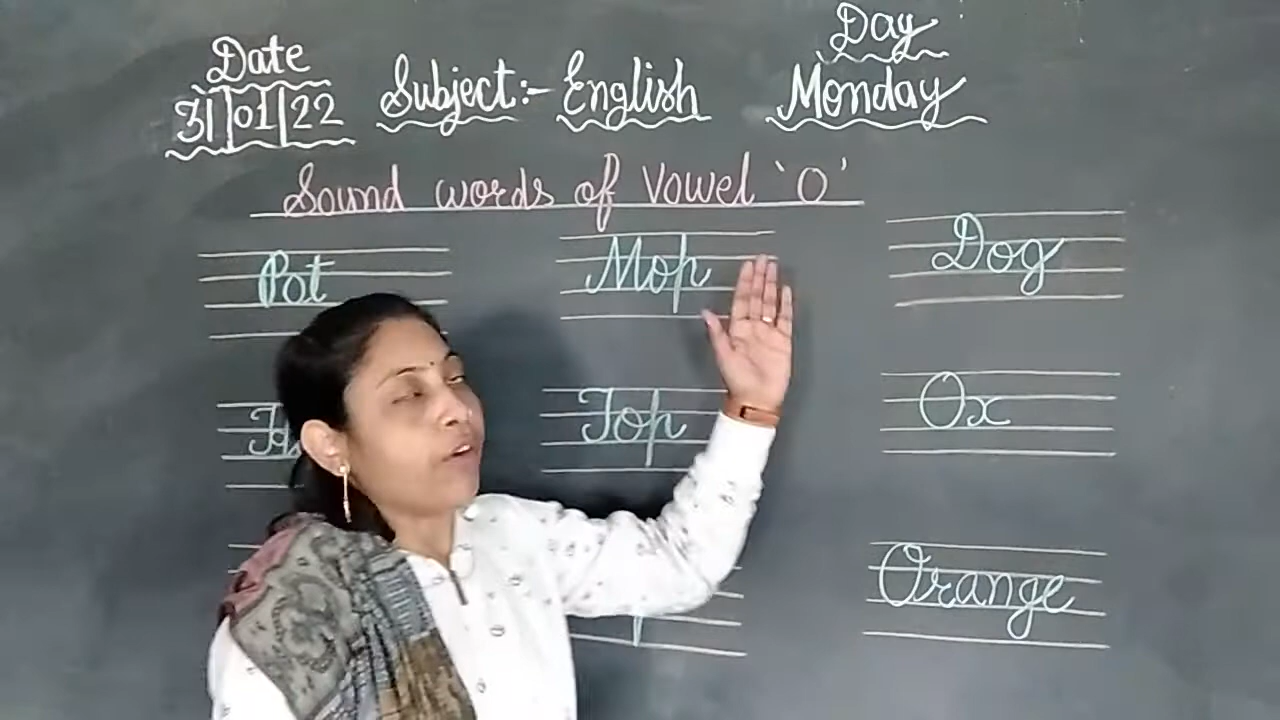 Date
31/01/22
Subject:- English
Day
Monday
Sound words of vowel 'O'
Pot
Mop
Dog
Top
Ox
Orange